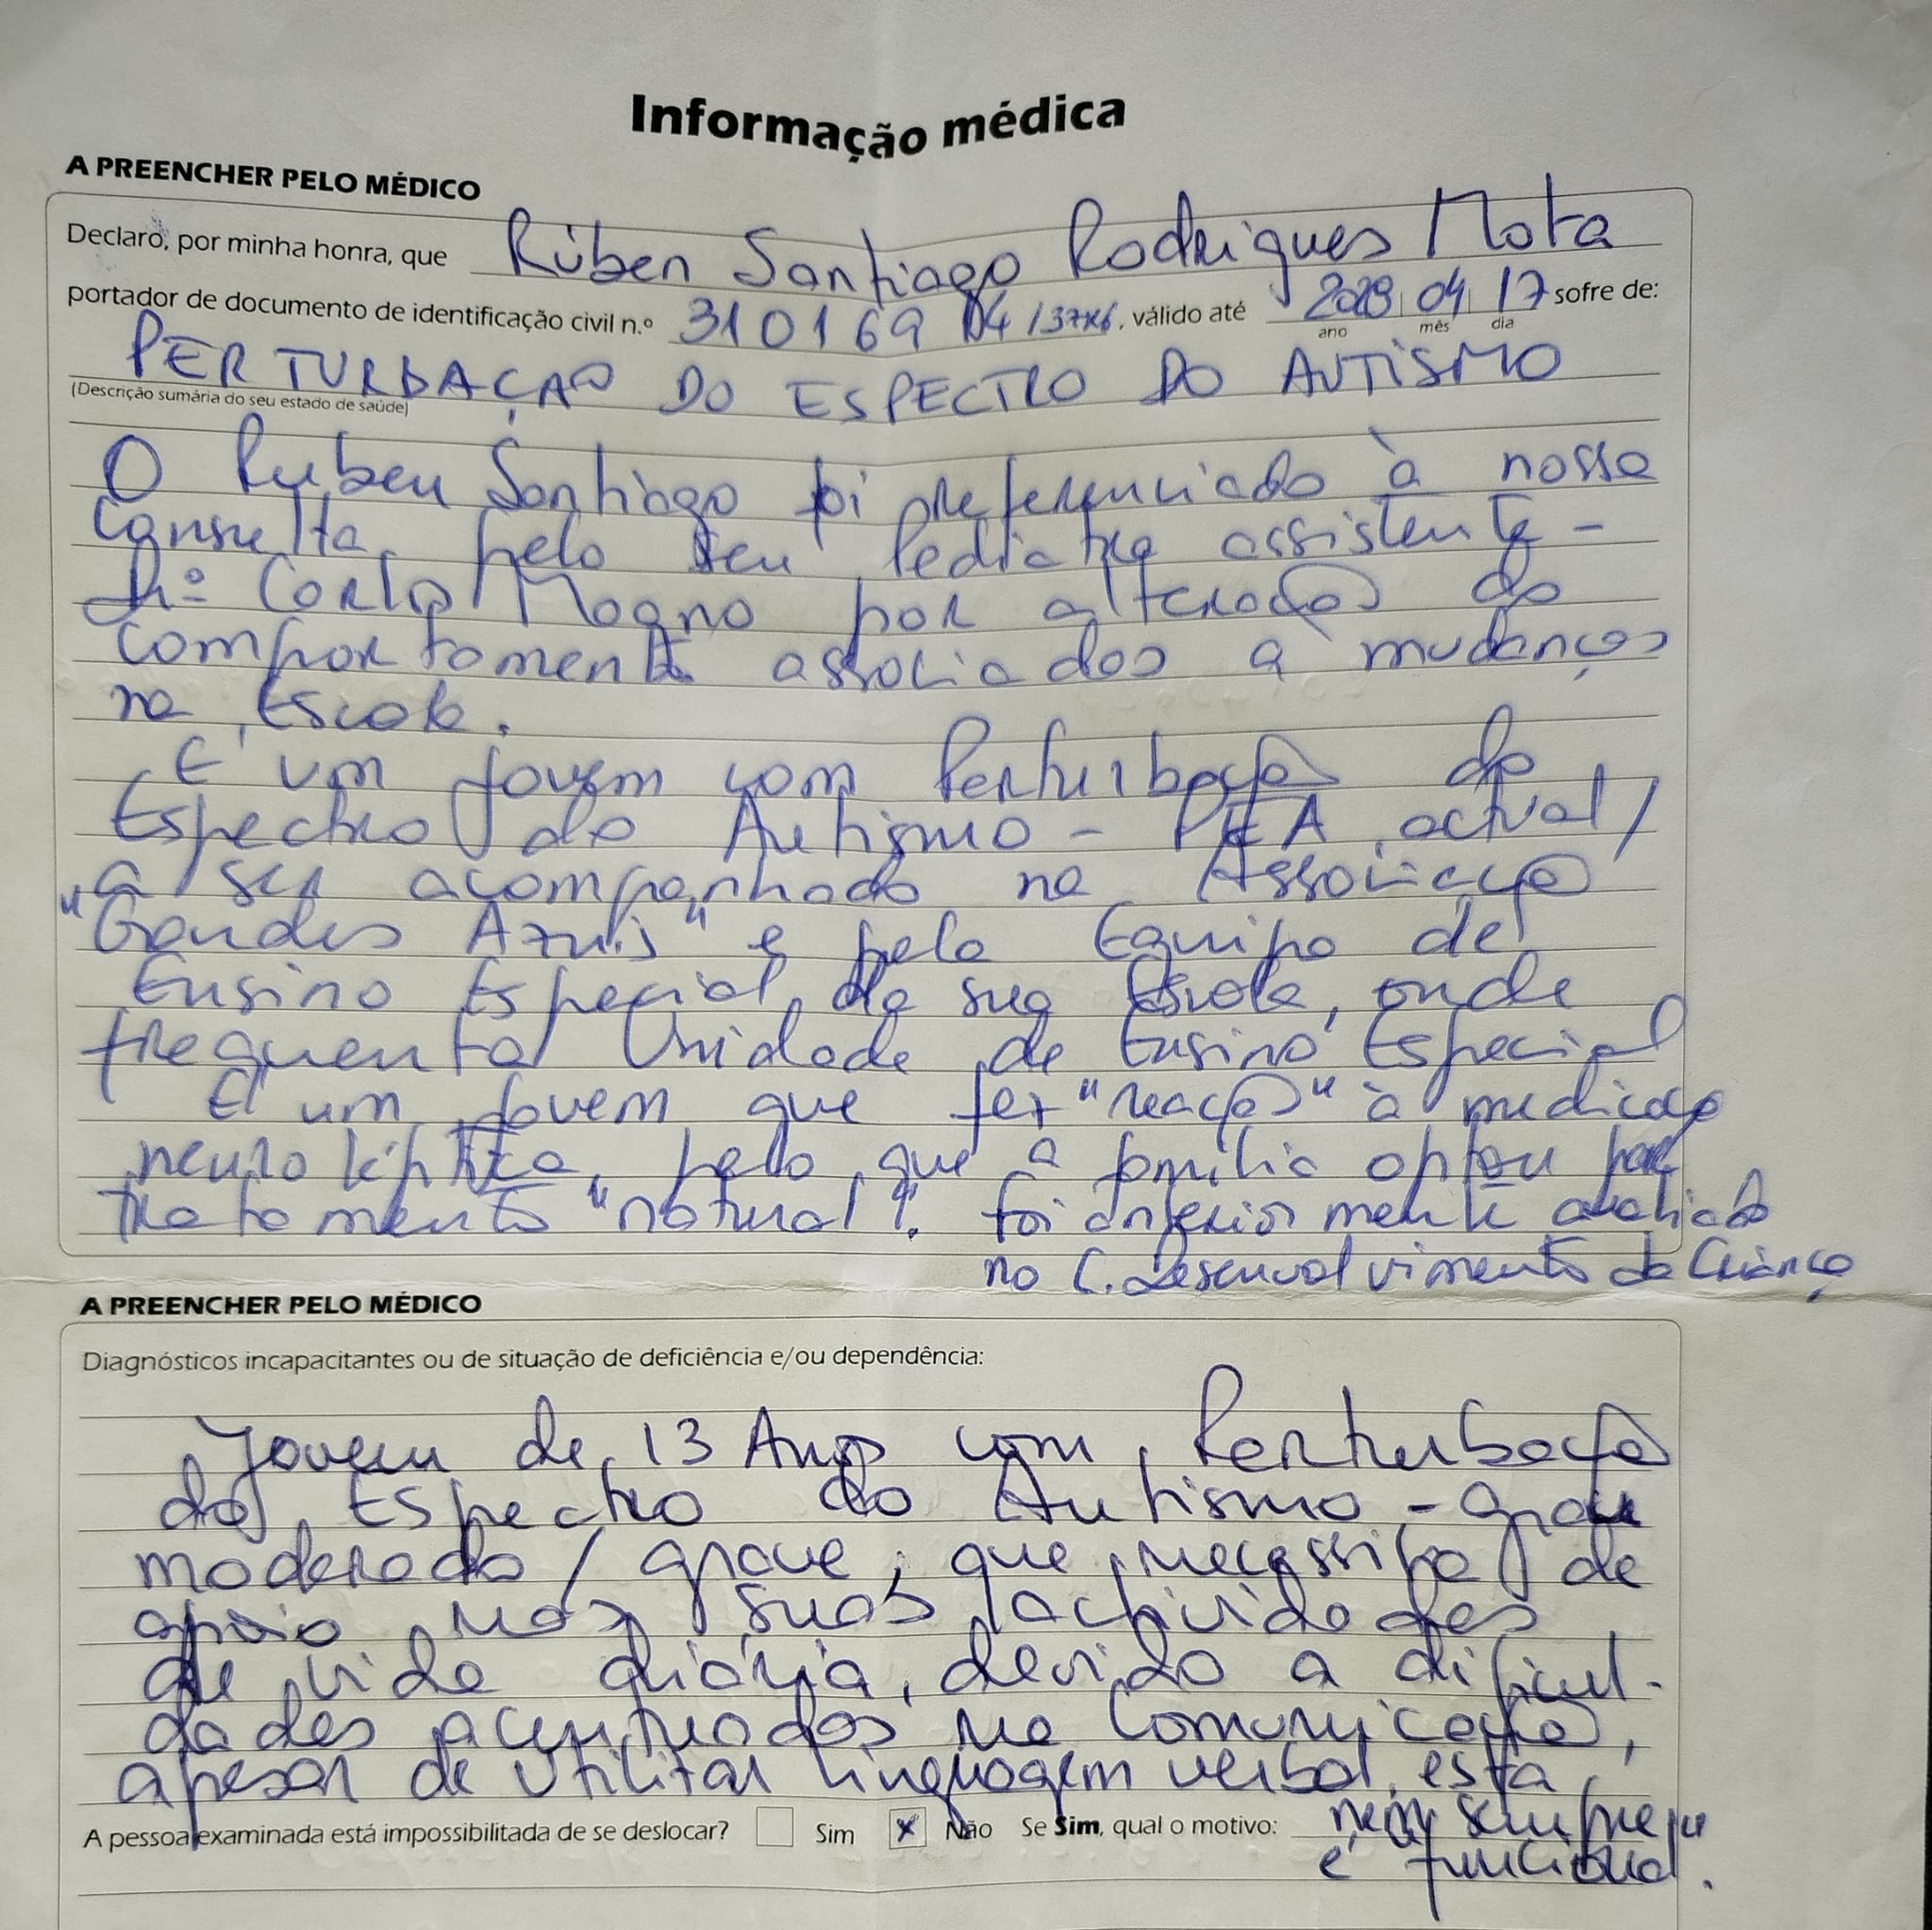 Informação médica
A PREENCHER PELO MÉDICO
Declaro, por minha honra, que Rúben Santiago Rodrigues Mota
portador de documento de identificação civil n.º 310169 04 /, válido até 04 17 sofre de:
ano mês dia
PERTURBAÇÃO DO ESPECTRO DO AUTISMO
(Descrição sumária do seu estado de saúde)
O Ruben Santiago foi referenciado à nossa
consulta pelo seu Pediatra assistente -
Dr.º Carlos Magno por alterações do
comportamento associados a mudanças
na Escola.
É um jovem com Perturbação do
Espectro do Autismo - PEA, actual/
a ser acompanhado na Associação
"Gondes Azuis" e pela Equipa de
Ensino Especial da sua Escola, onde
frequenta Unidade de Ensino Especial
É um jovem que fez "reação" à medicação
neuroléptica, pelo que a família optou por
tratamento "natural". foi anteriormente avaliado
no C. Desenvolvimento da Criança
A PREENCHER PELO MÉDICO
Diagnósticos incapacitantes ou de situação de deficiência e/ou dependência:
Jovem de 13 Anos com Perturbação
do Espectro do Autismo - grau
moderado / grave, que necessita de
apoio nas suas actividades
de vida diária, devido a dificul-
dades acentuadas na Comunicação,
apesar de utilizar linguagem verbal, esta
A pessoa examinada está impossibilitada de se deslocar? Sim x Não Se Sim, qual o motivo: nem sempre
é funcional.